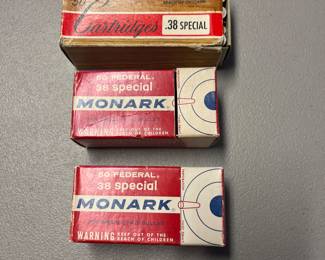 50
Cartridges .38 SPECIAL
50 FEDERAL®
38 special
MONARK®
WARNING KEEP OUT OF THE
REACH OF CHILDREN
50 FEDERAL®
38 special
MONARK®
WARNING KEEP OUT OF THE
REACH OF CHILDREN